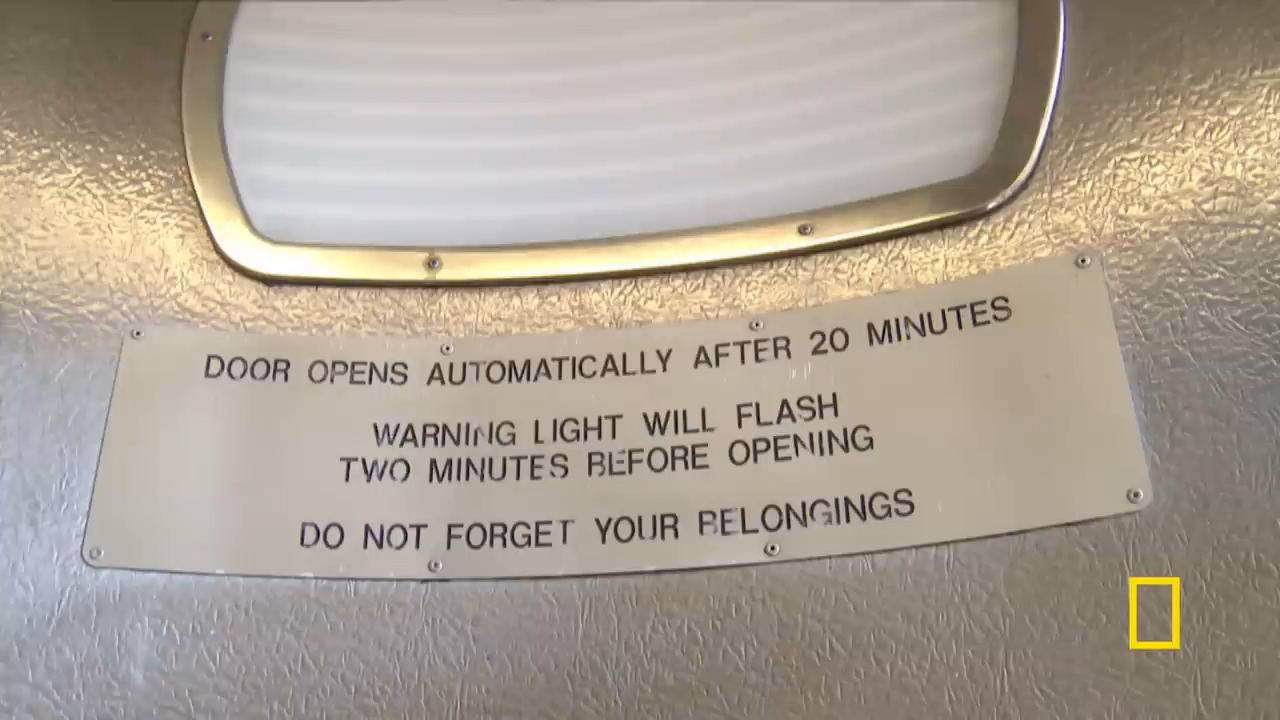 DOOR OPENS AUTOMATICALLY AFTER 20 MINUTES
WARNING LIGHT WILL FLASH
TWO MINUTES BEFORE OPENING
DO NOT FORGET YOUR BELONGINGS